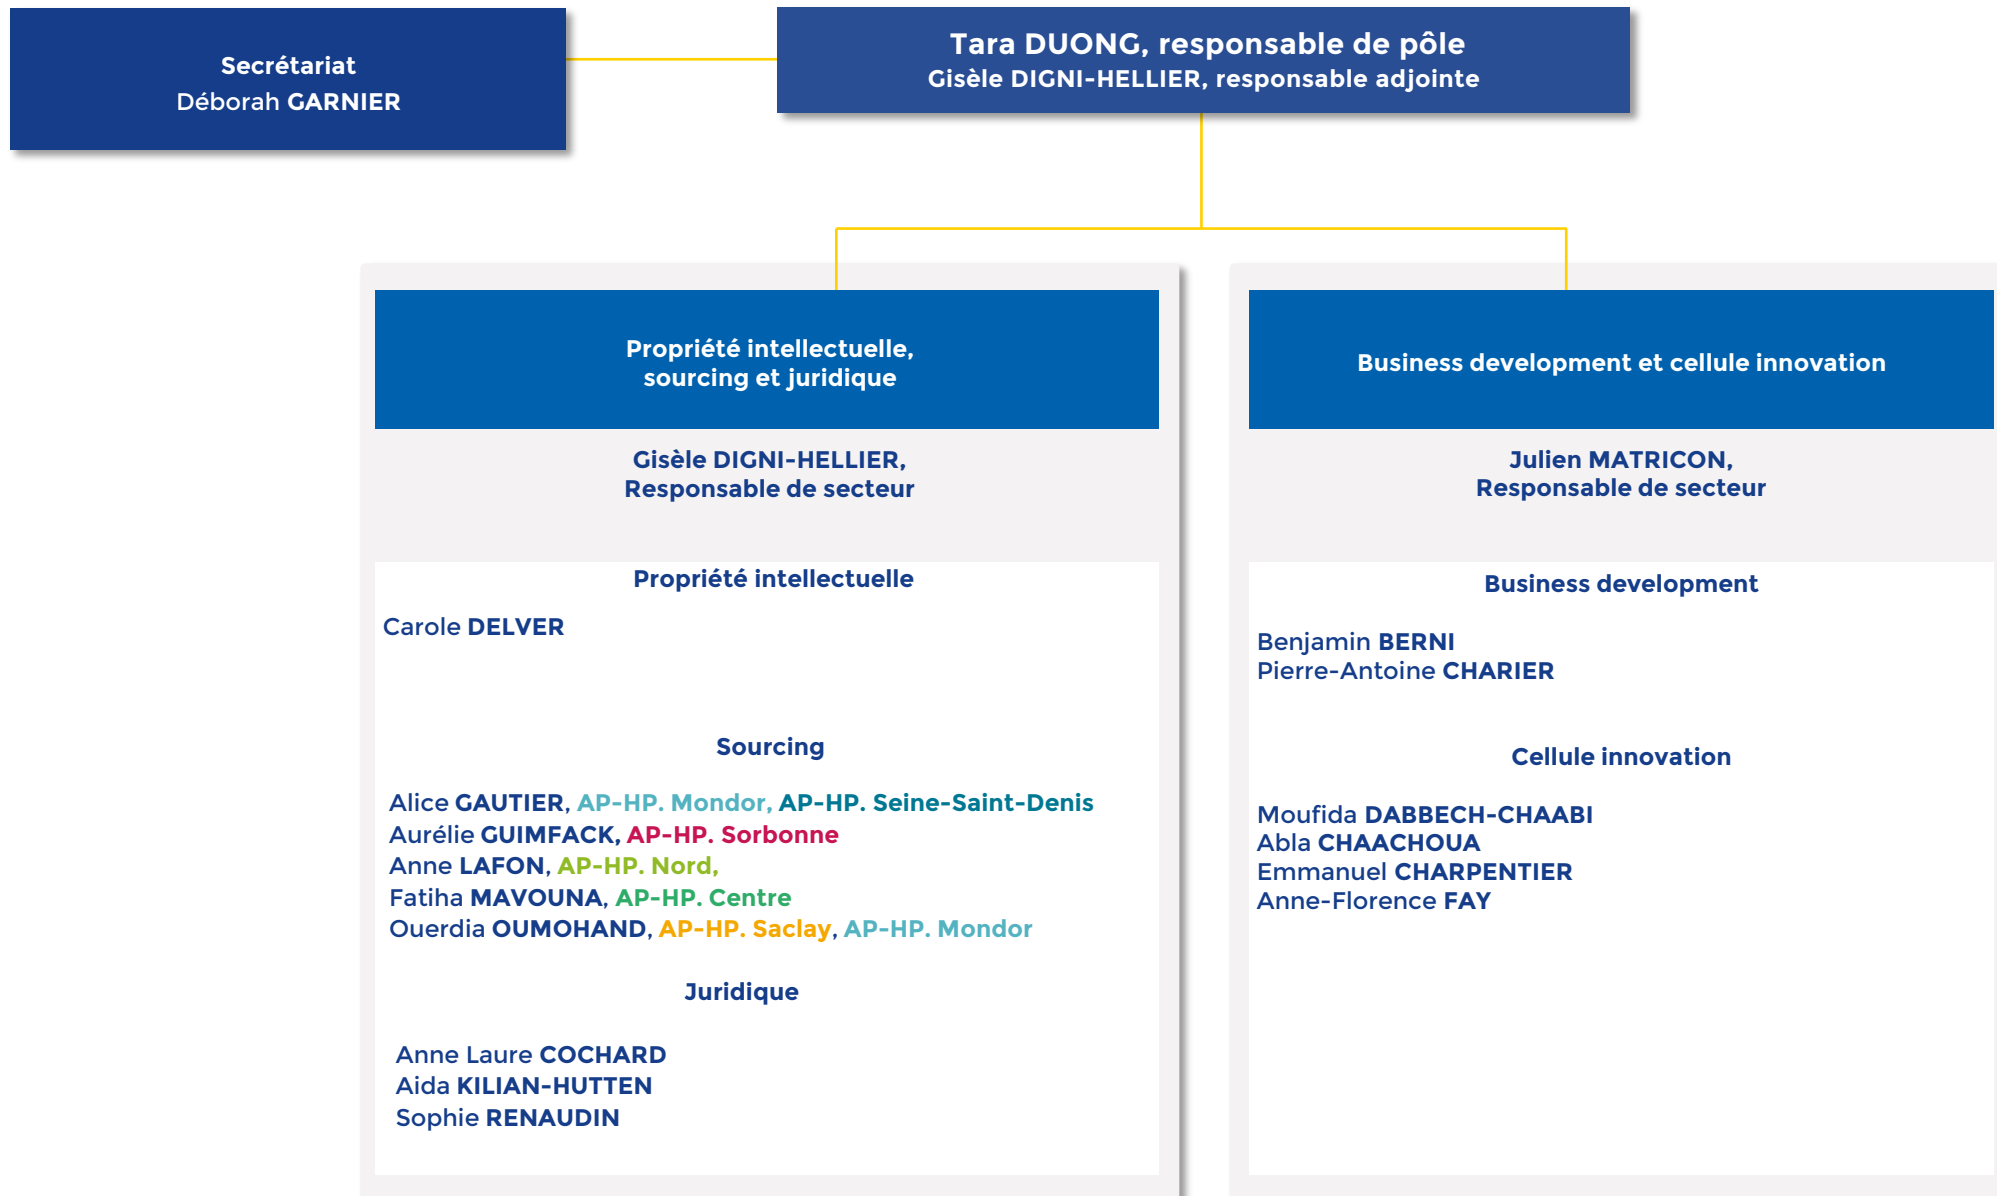 Secrétariat
Déborah GARNIER
Tara DUONG, responsable de pôle
Gisèle DIGNI-HELLIER, responsable adjointe
Propriété intellectuelle,
sourcing et juridique
Gisèle DIGNI-HELLIER,
Responsable de secteur
Propriété intellectuelle
Carole DELVER
Sourcing
Alice GAUTIER, AP-HP. Mondor, AP-HP. Seine-Saint-Denis
Aurélie GUIMFACK, AP-HP. Sorbonne
Anne LAFON, AP-HP. Nord,
Fatiha MAVOUNA, AP-HP. Centre
Ouerdia OUMOHAND, AP-HP. Saclay, AP-HP. Mondor
Juridique
Anne Laure COCHARD
Aida KILIAN-HUTTEN
Sophie RENAUDIN
Business development et cellule innovation
Julien MATRICON,
Responsable de secteur
Business development
Benjamin BERNI
Pierre-Antoine CHARIER
Cellule innovation
Moufida DABBECH-CHAABI
Abla CHAACHOUA
Emmanuel CHARPENTIER
Anne-Florence FAY